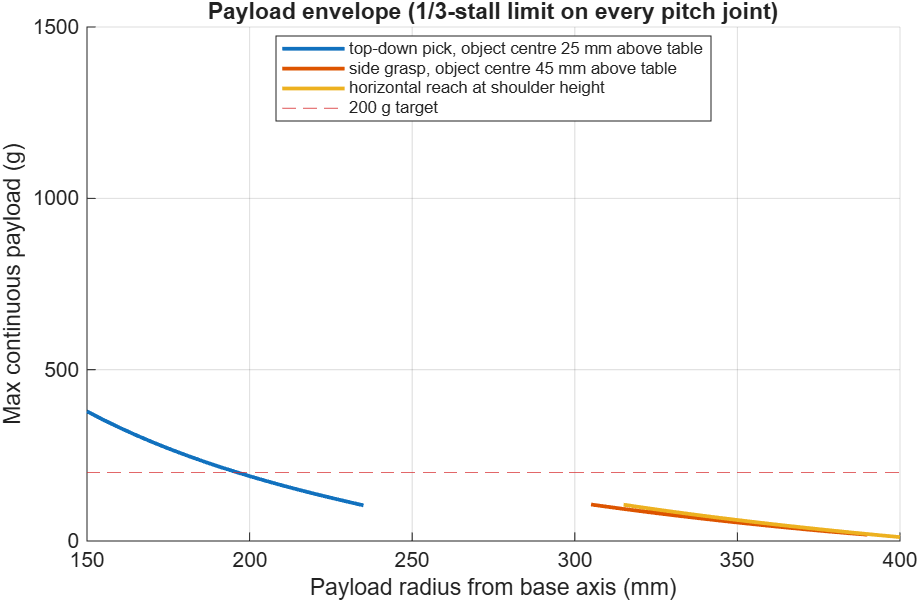 Payload envelope (1/3-stall limit on every pitch joint)
top-down pick, object centre 25 mm above table
side grasp, object centre 45 mm above table
horizontal reach at shoulder height
200 g target
Max continuous payload (g)
1500
1000
500
0
150
200
250
300
350
400
Payload radius from base axis (mm)